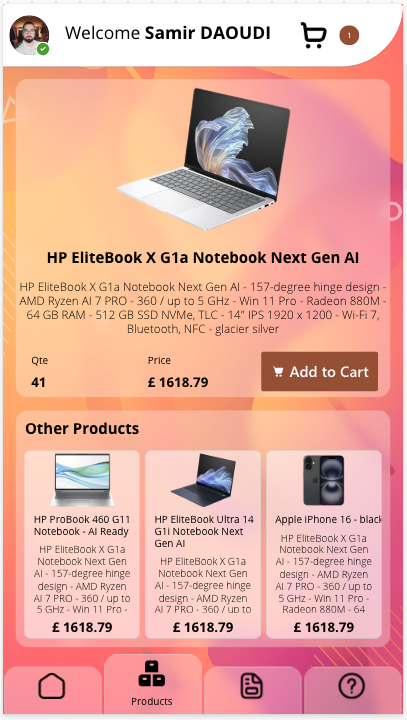 Welcome Samir DAOUDI
1
HP EliteBook X G1a Notebook Next Gen AI
HP EliteBook X G1a Notebook Next Gen AI - 157-degree hinge design -
AMD Ryzen AI 7 PRO - 360 / up to 5 GHz - Win 11 Pro - Radeon 880M -
64 GB RAM - 512 GB SSD NVMe, TLC - 14" IPS 1920 x 1200 - Wi-Fi 7,
Bluetooth, NFC - glacier silver
Qte
Price
41
£ 1618.79
Add to Cart
Other Products
HP ProBook 460 G11
Notebook - AI Ready
HP EliteBook X G1a
Notebook Next Gen
AI - 157-degree hinge
design - AMD Ryzen
AI 7 PRO - 360 / up to
5 GHz - Win 11 Pro -
£ 1618.79
HP EliteBook Ultra 14
G1i Notebook Next
Gen AI
HP EliteBook X G1a
Notebook Next Gen
AI - 157-degree hinge
design - AMD Ryzen
AI 7 PRO - 360 / up to
£ 1618.79
Apple iPhone 16 - black
HP EliteBook X G1a
Notebook Next Gen
AI - 157-degree hinge
design - AMD Ryzen
AI 7 PRO - 360 / up to
5 GHz - Win 11 Pro -
Radeon 880M - 64
£ 1618.79
Products